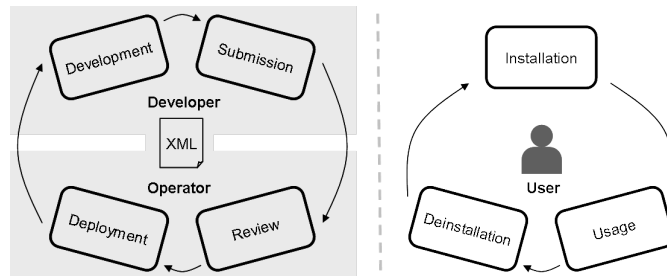 Development
Submission
Developer
XML
Operator
Deployment
Review
Installation
User
Deinstallation
Usage